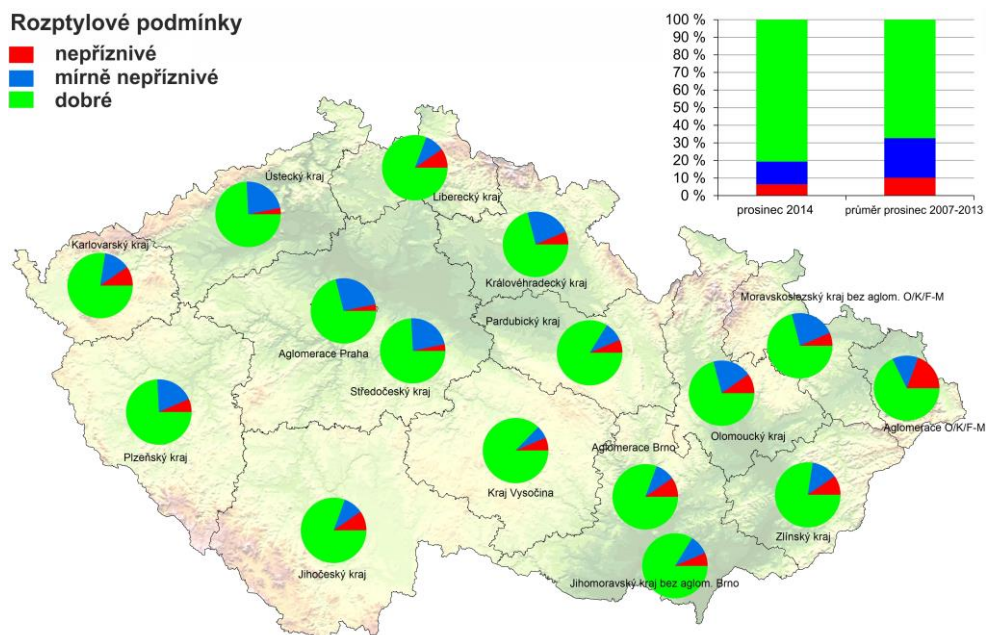 Rozptylové podmínky
nepříznivé
mírně nepříznivé
dobré
100 %
90 %
80 %
70 %
60 %
50 %
40 %
30 %
20 %
10 %
0 %
prosinec 2014
průměr prosinec 2007-2013
Ústecký kraj
Liberecký kraj
Karlovarský kraj
Královéhradecký kraj
Moravskoslezský kraj bez aglom. O/K/F-M
Pardubický kraj
Aglomerace Praha
Středočeský kraj
Aglomerace O/K/F-M
Olomoucký kraj
Aglomerace Brno
Plzeňský kraj
Kraj Vysočina
Zlínský kraj
Jihočeský kraj
Jihomoravský kraj bez aglom. Brno